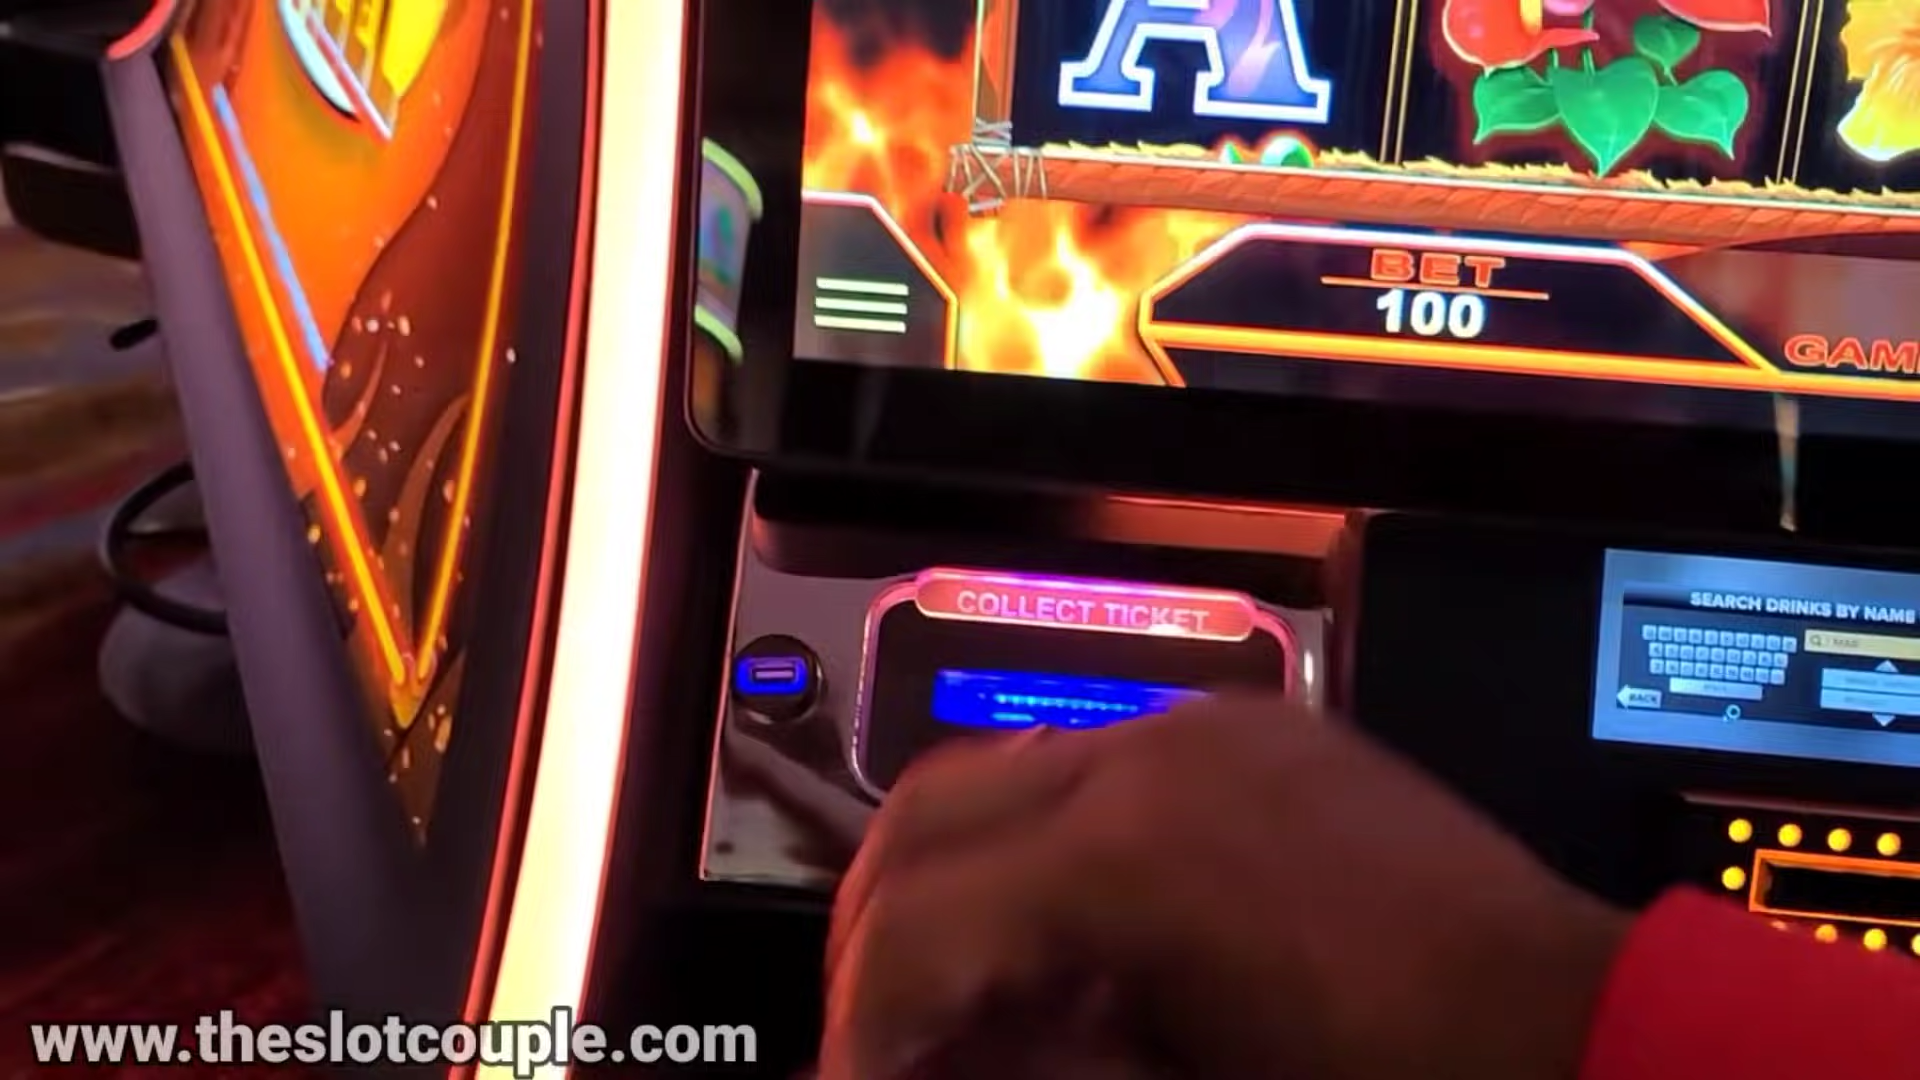 A
BET
100
GAM
COLLECT TICKET
SEARCH DRINKS BY NAME
BACK
www.theslotcouple.com